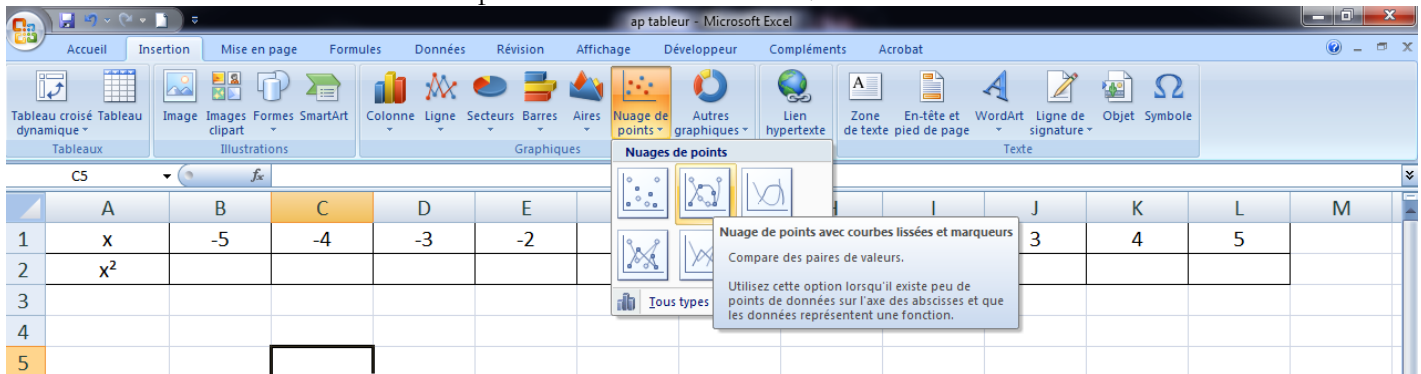 ap tableur - Microsoft Excel
Accueil Insertion Mise en page Formules Données Révision Affichage Développeur Compléments Acrobat
Tableau croisé dynamique
Tableau
Image
Images clipart
Formes
SmartArt
Colonne
Ligne
Secteurs
Barres
Aires
Nuage de points
Autres graphiques
Lien hypertexte
Zone de texte
En-tête et pied de page
WordArt
Ligne de signature
Objet
Symbole
Tableaux Illustrations Graphiques Texte
Nuages de points
C5 fx
A B C D E H I J K L M
1 x -5 -4 -3 -2 3 4 5
2 x²
3
4
5
Nuage de points avec courbes lissées et marqueurs
Compare des paires de valeurs.
Utilisez cette option lorsqu'il existe peu de
points de données sur l'axe des abscisses et que
les données représentent une fonction.
Tous types